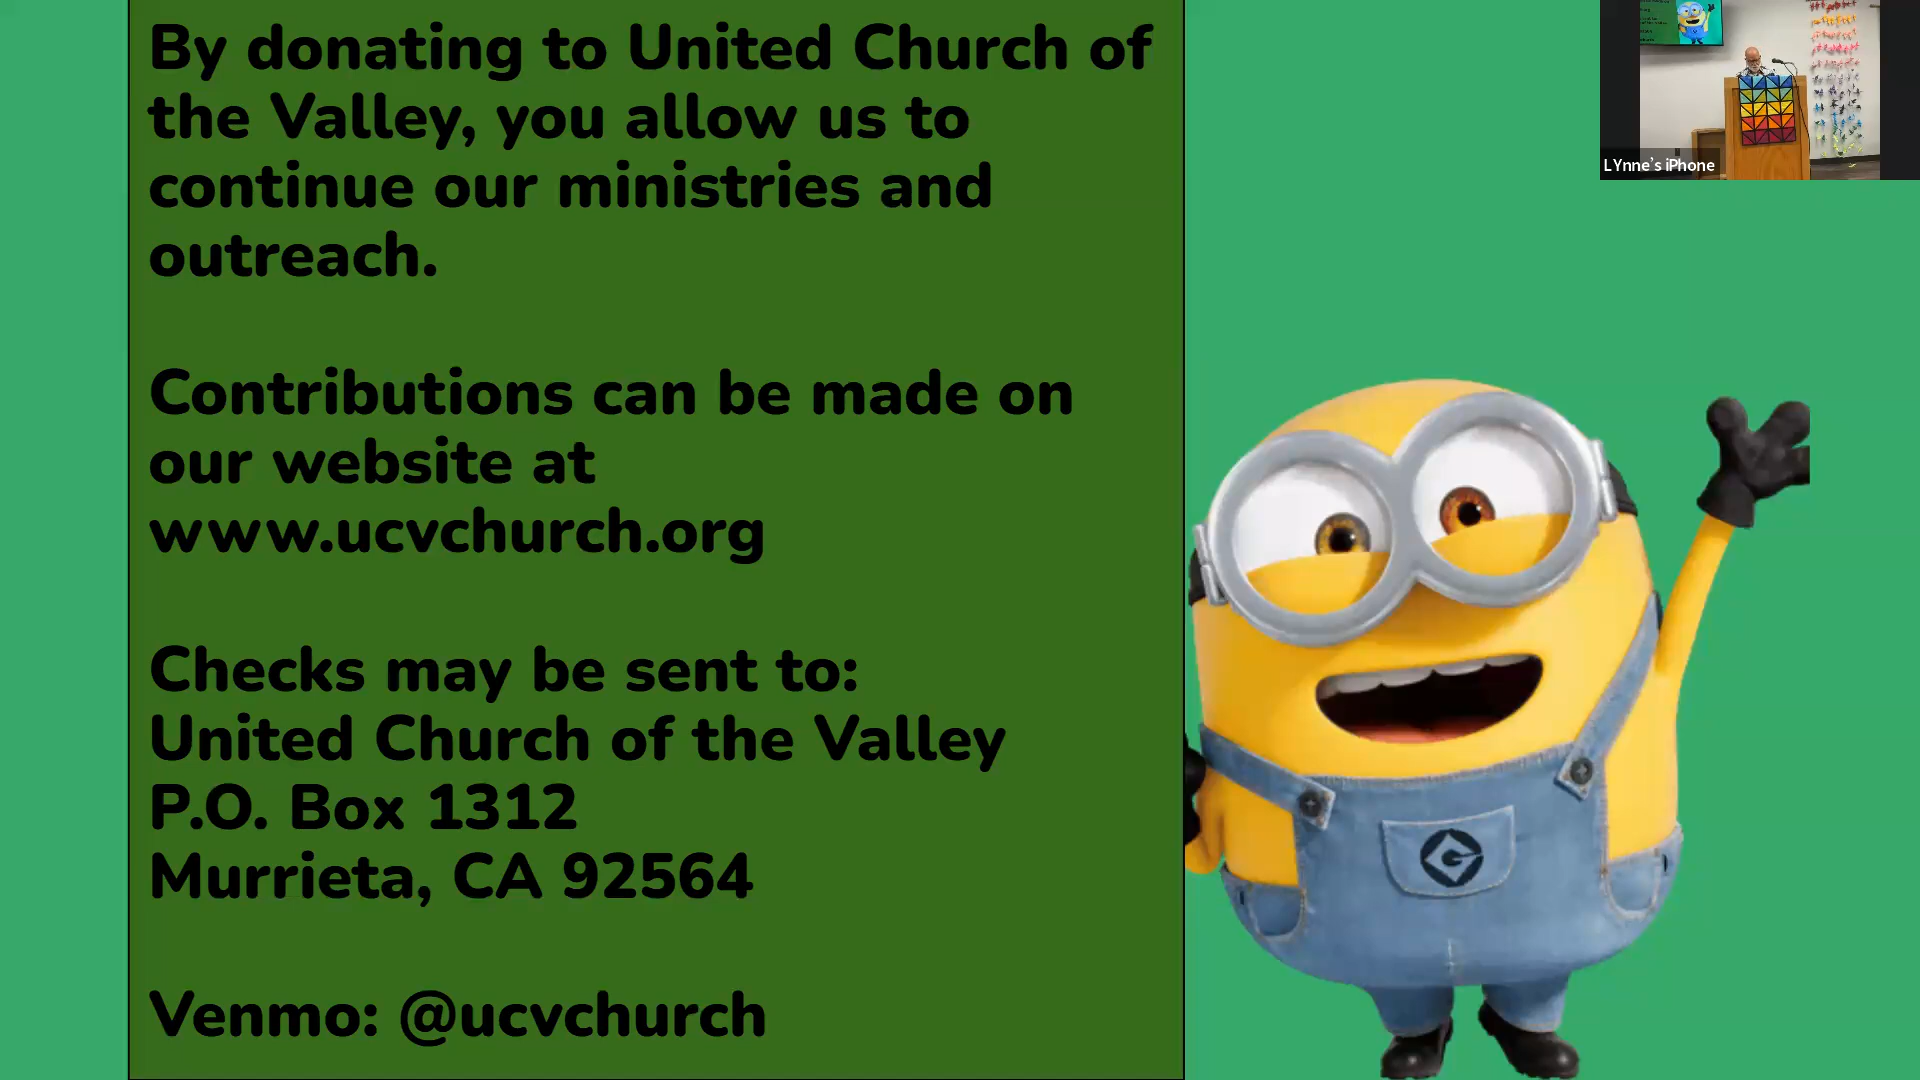 By donating to United Church of
the Valley, you allow us to
continue our ministries and
outreach.
Contributions can be made on
our website at
www.ucvchurch.org
Checks may be sent to:
United Church of the Valley
P.O. Box 1312
Murrieta, CA 92564
Venmo: @ucvchurch
LYnne's iPhone